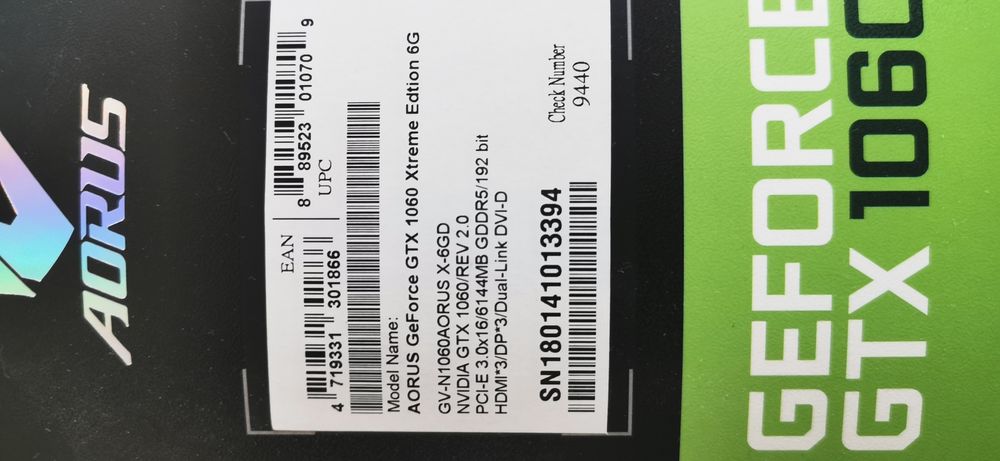 AORUS
EAN
4 719331 301866
UPC
8 89523 01070 9
Model Name:
AORUS GeForce GTX 1060 Xtreme Edtion 6G
GV-N1060AORUS X-6GD
NVIDIA GTX 1060/REV 2.0
PCI-E 3.0x16/6144MB GDDR5/192 bit
HDMI*3/DP*3/Dual-Link DVI-D
SN180141013394
Check Number
9440
GEFORCE
GTX 1060